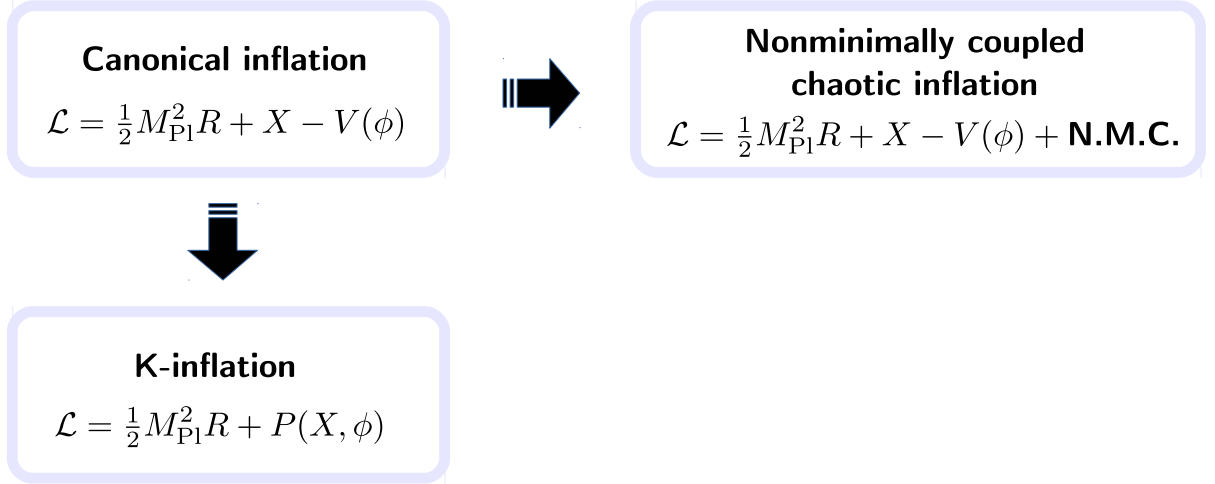 Canonical inflation
ℒ = ½M²_Pl R + X − V(ϕ)
Nonminimally coupled
chaotic inflation
ℒ = ½M²_Pl R + X − V(ϕ) + N.M.C.
K-inflation
ℒ = ½M²_Pl R + P(X, ϕ)